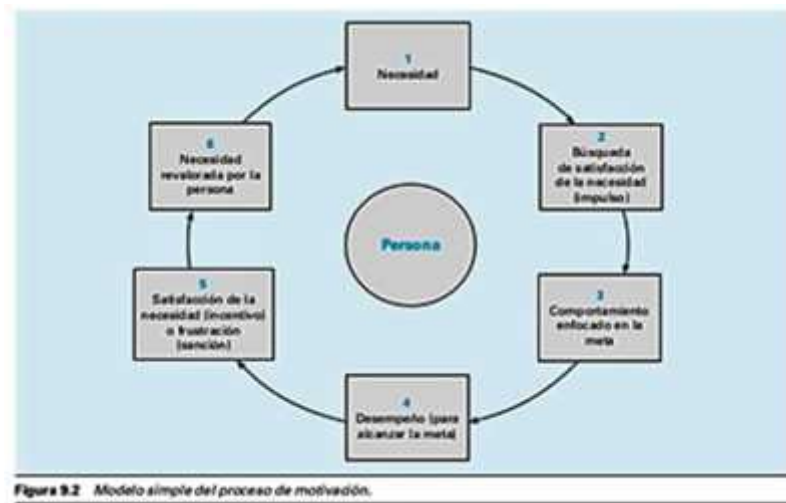 1
Necesidad
2
Búsqueda
de satisfacción
de la necesidad
(impulso)
3
Comportamiento
enfocado en la
meta
4
Desempeño (para
alcanzar la meta)
5
Satisfacción de la
necesidad (incentivo)
o frustración
(sanción)
6
Necesidad
revalorada por la
persona
Persona
Figura 9.2 Modelo simple del proceso de motivación.